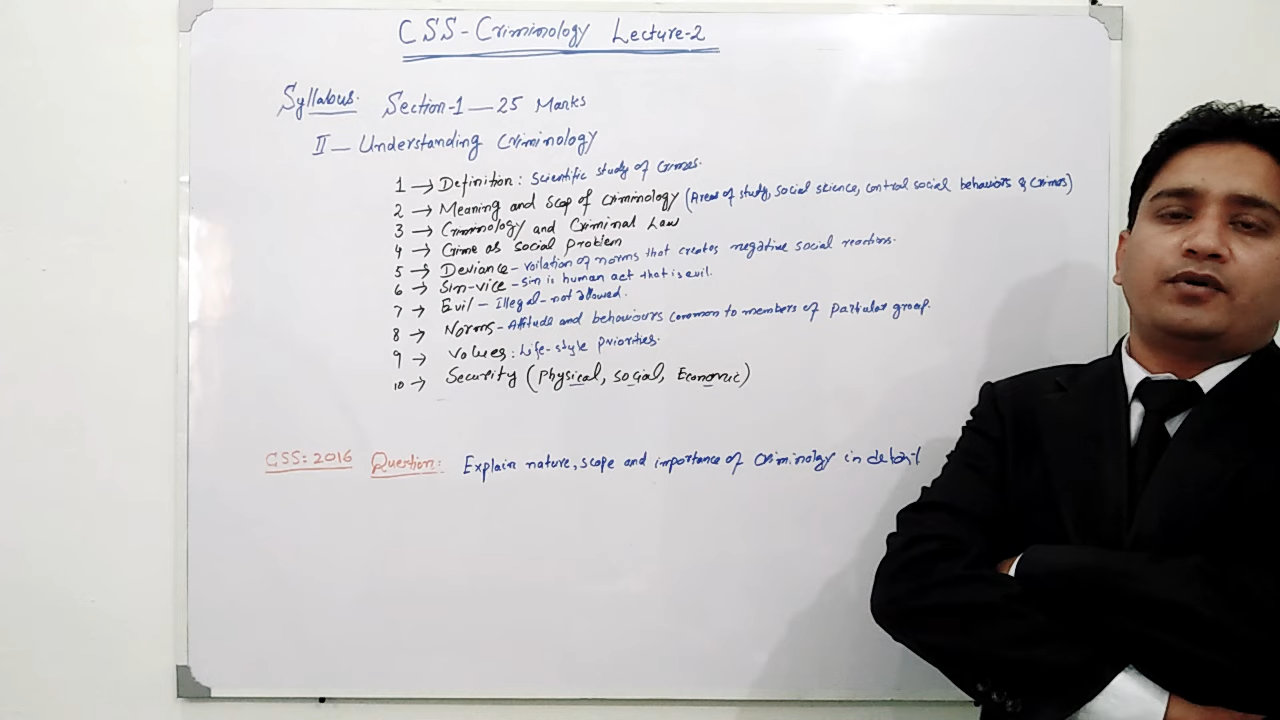 CSS-Criminology Lecture-2
Syllabus. Section-1 — 25 Marks
II — Understanding Criminology
1 → Definition: Scientific study of Crimes.
2 → Meaning and Scop of Criminology (Areas of study, social science, control social behaviors & Crimes)
3 → Criminology and Criminal Law
4 → Crime as social problem
5 → Deviance - voilation of norms that creates negative social reactions.
6 → Sin-vice - sin is human act that is evil.
7 → Evil - Illegal - not allowed.
8 → Norms - Attitude and behaviours common to members of particular group.
9 → Values: Life-style priorities.
10 → Security (Physical, social, Economic)
CSS: 2016 Question: Explain nature, scope and importance of Criminology in detail